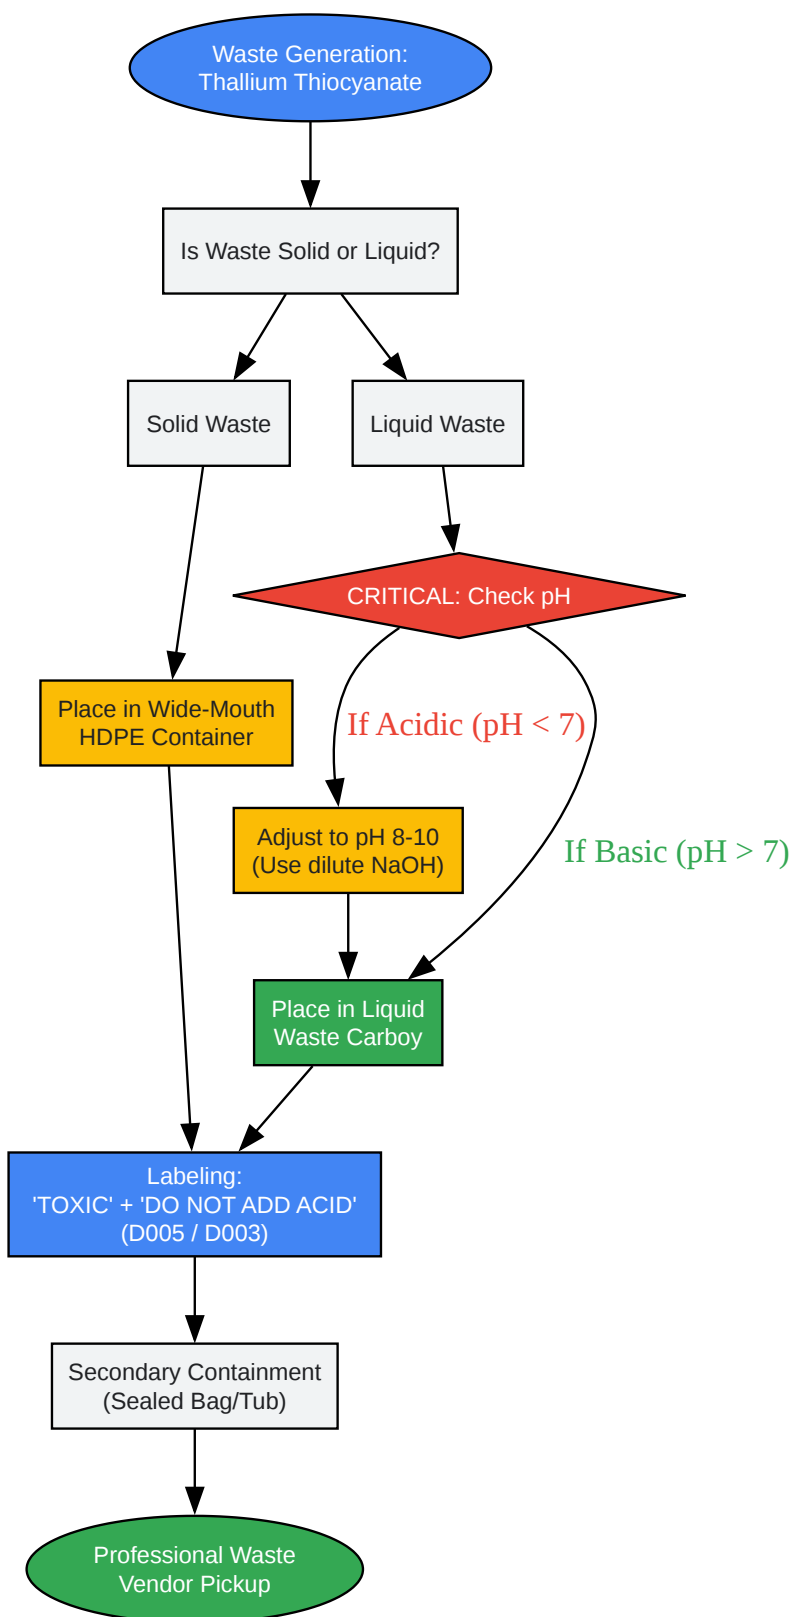 Waste Generation:
Thallium Thiocyanate
Is Waste Solid or Liquid?
Solid Waste
Liquid Waste
CRITICAL: Check pH
Place in Wide-Mouth
HDPE Container
If Acidic (pH < 7)
Adjust to pH 8-10
(Use dilute NaOH)
If Basic (pH > 7)
Place in Liquid
Waste Carboy
Labeling:
'TOXIC' + 'DO NOT ADD ACID'
(D005 / D003)
Secondary Containment
(Sealed Bag/Tub)
Professional Waste
Vendor Pickup